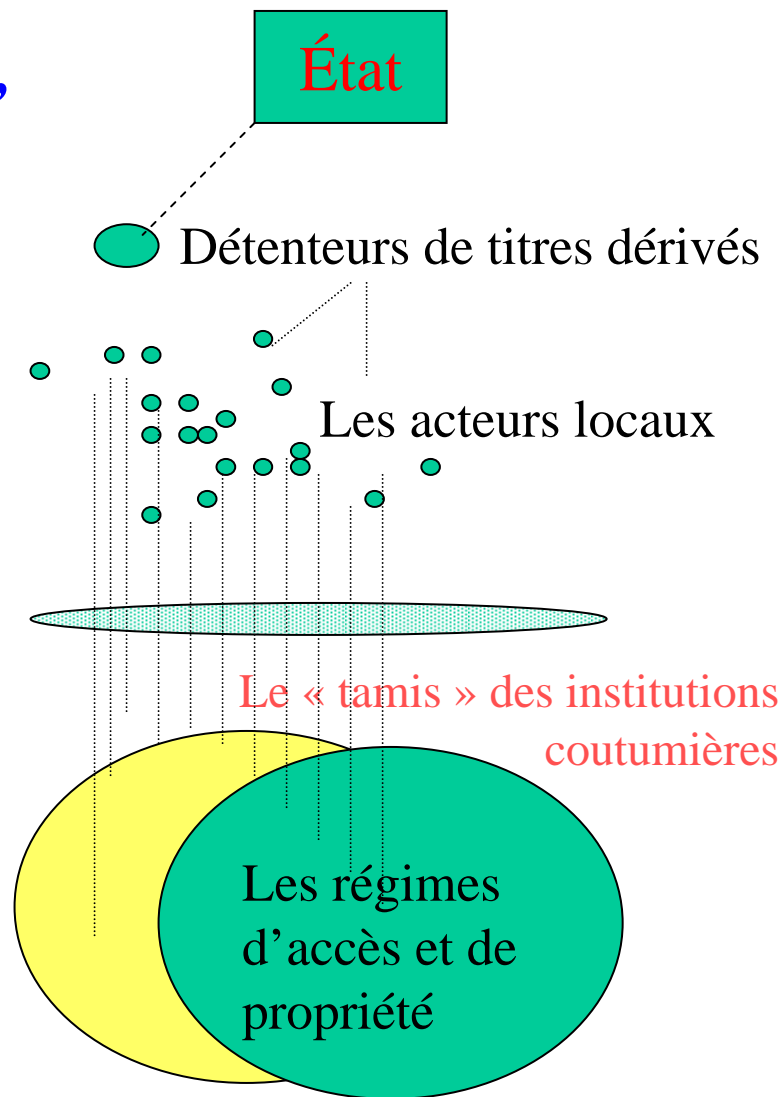 État
Détenteurs de titres dérivés
Les acteurs locaux
Le « tamis » des institutions
coutumières
Les régimes
d’accès et de
propriété